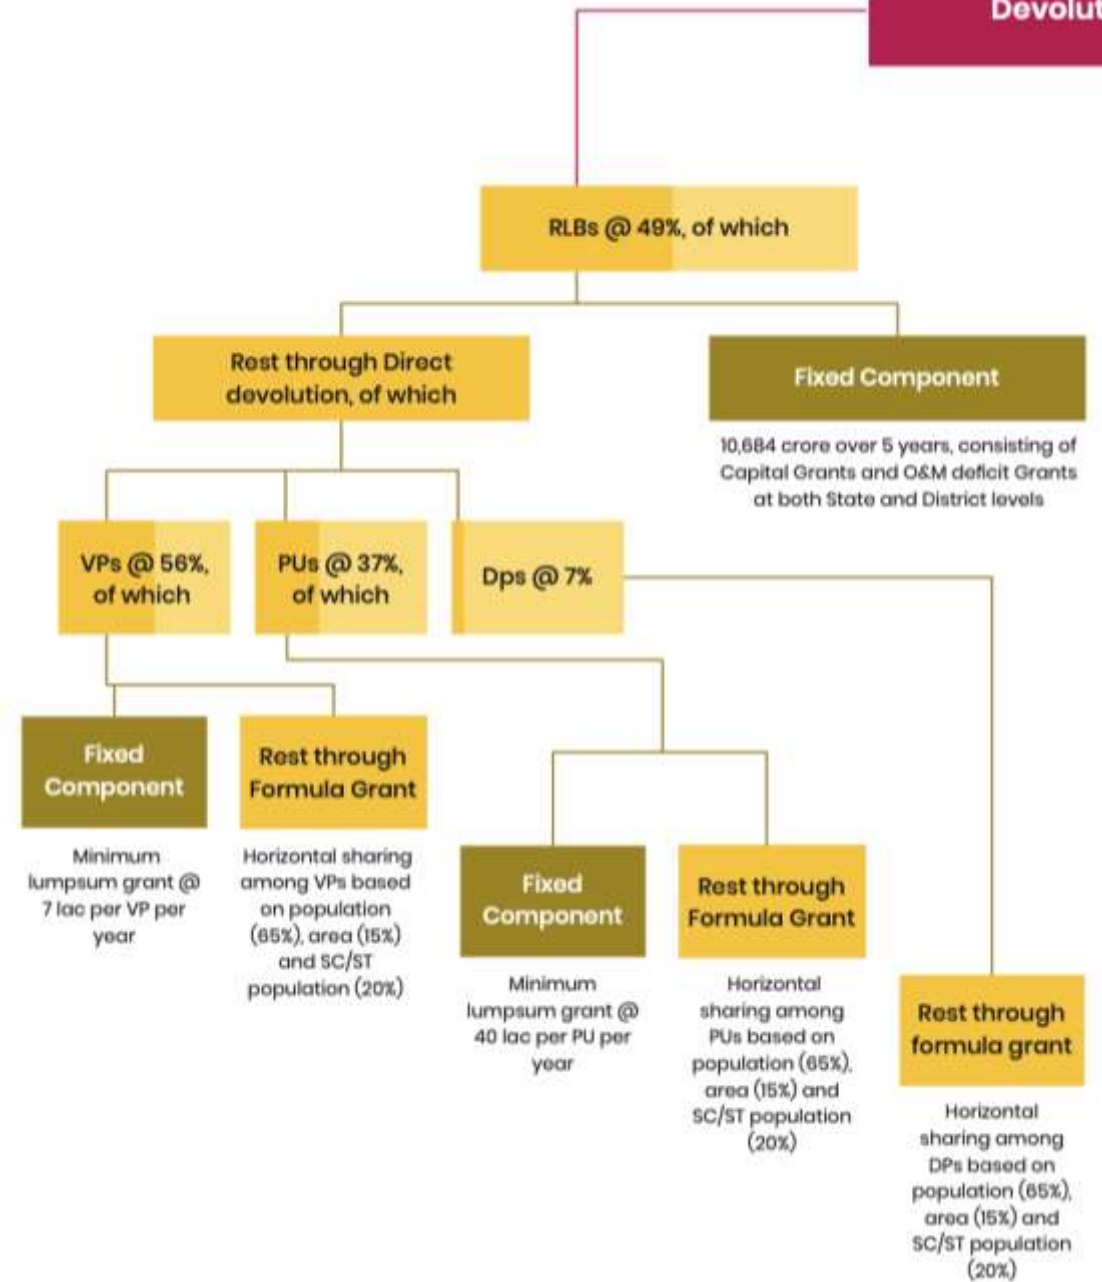 Devolut
RLBs @ 49%, of which
Rest through Direct
devolution, of which
Fixed Component
10,684 crore over 5 years, consisting of
Capital Grants and O&M deficit Grants
at both State and District levels
VPs @ 56%,
of which
PUs @ 37%,
of which
Dps @ 7%
Fixed
Component
Minimum
lumpsum grant @
7 lac per VP per
year
Rest through
Formula Grant
Horizontal sharing
among VPs based
on population
(65%), area (15%)
and SC/ST
population (20%)
Fixed
Component
Minimum
lumpsum grant @
40 lac per PU per
year
Rest through
Formula Grant
Horizontal
sharing among
PUs based on
population (65%),
area (15%) and
SC/ST population
(20%)
Rest through
formula grant
Horizontal
sharing among
DPs based on
population (65%),
area (15%) and
SC/ST population
(20%)